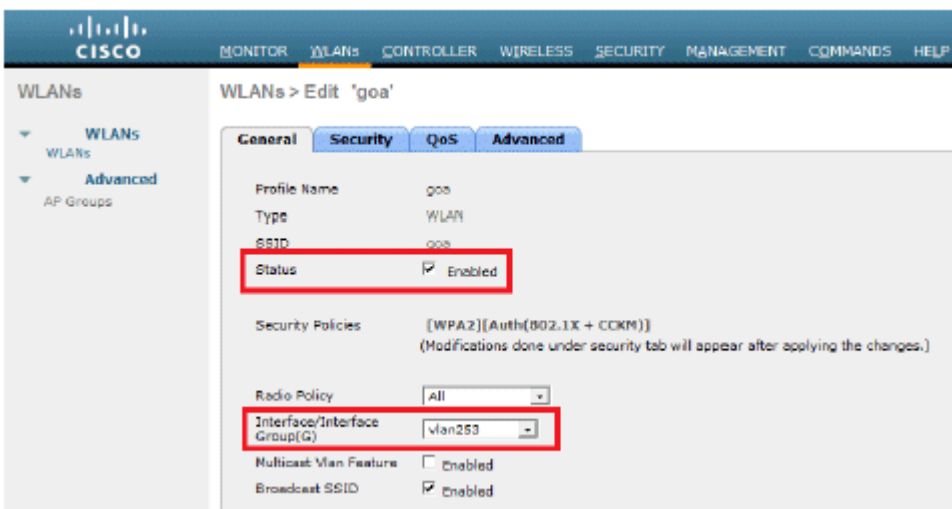 CISCO
MONITOR WLANs CONTROLLER WIRELESS SECURITY MANAGEMENT COMMANDS HELP
WLANs
WLANs > Edit 'goa'
WLANs
WLANs
Advanced
AP Groups
General Security QoS Advanced
Profile Name goa
Type WLAN
SSID goa
Status Enabled
Security Policies [WPA2][Auth(802.1X + CCKM)]
(Modifications done under security tab will appear after applying the changes.)
Radio Policy All
Interface/Interface
Group(G) vlan253
Multicast Vlan Feature Enabled
Broadcast SSID Enabled